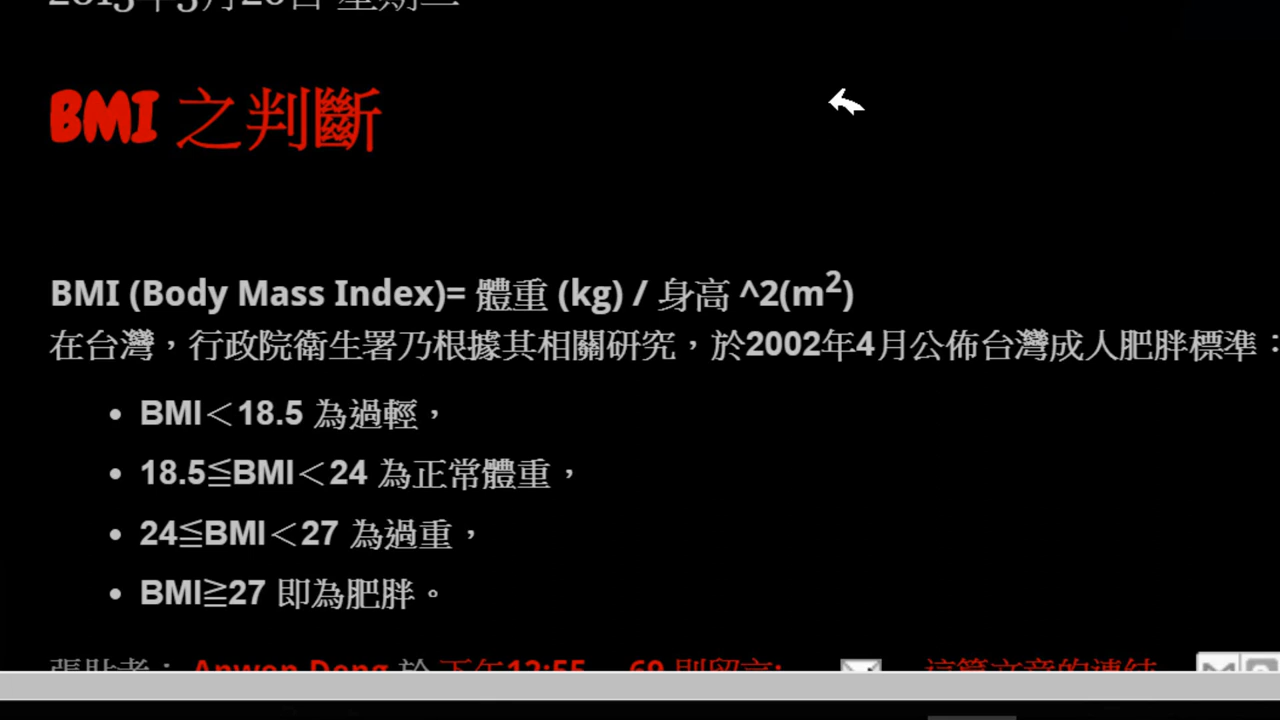 BMI 之判斷
BMI (Body Mass Index)= 體重 (kg) / 身高 ^2(m²)
在台灣，行政院衛生署乃根據其相關研究，於2002年4月公佈台灣成人肥胖標準：
BMI＜18.5 為過輕，
18.5≦BMI＜24 為正常體重，
24≦BMI＜27 為過重，
BMI≧27 即為肥胖。